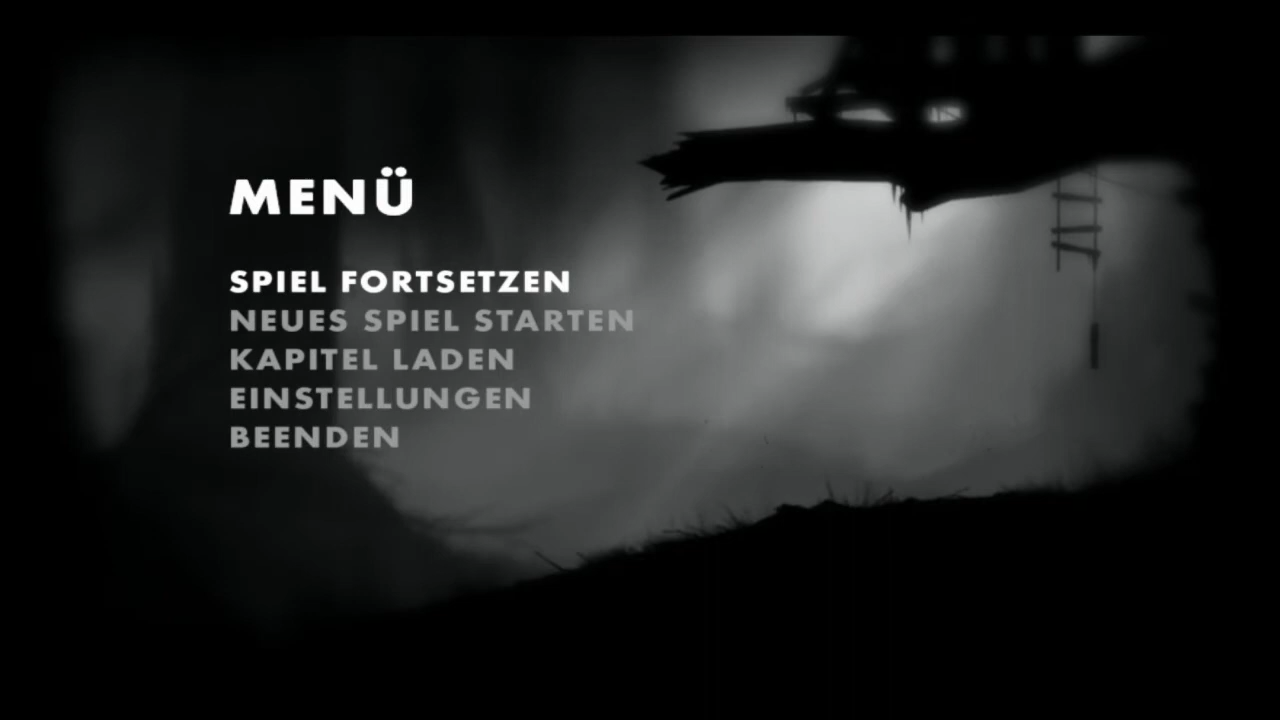 MENÜ
SPIEL FORTSETZEN
NEUES SPIEL STARTEN
KAPITEL LADEN
EINSTELLUNGEN
BEENDEN